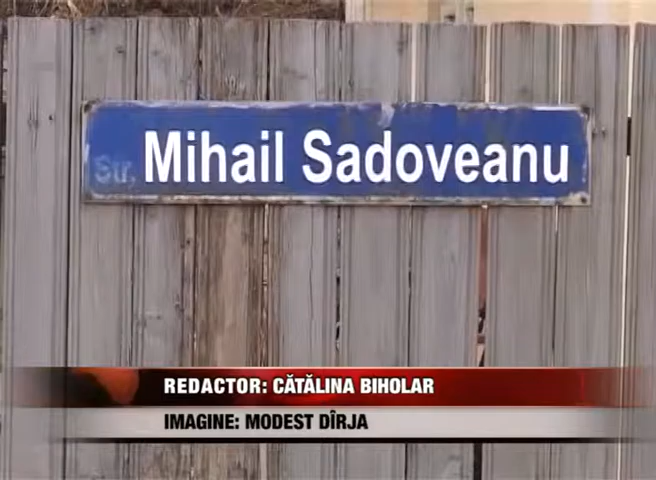 Str. Mihail Sadoveanu
REDACTOR: CĂTĂLINA BIHOLAR
IMAGINE: MODEST DÎRJA